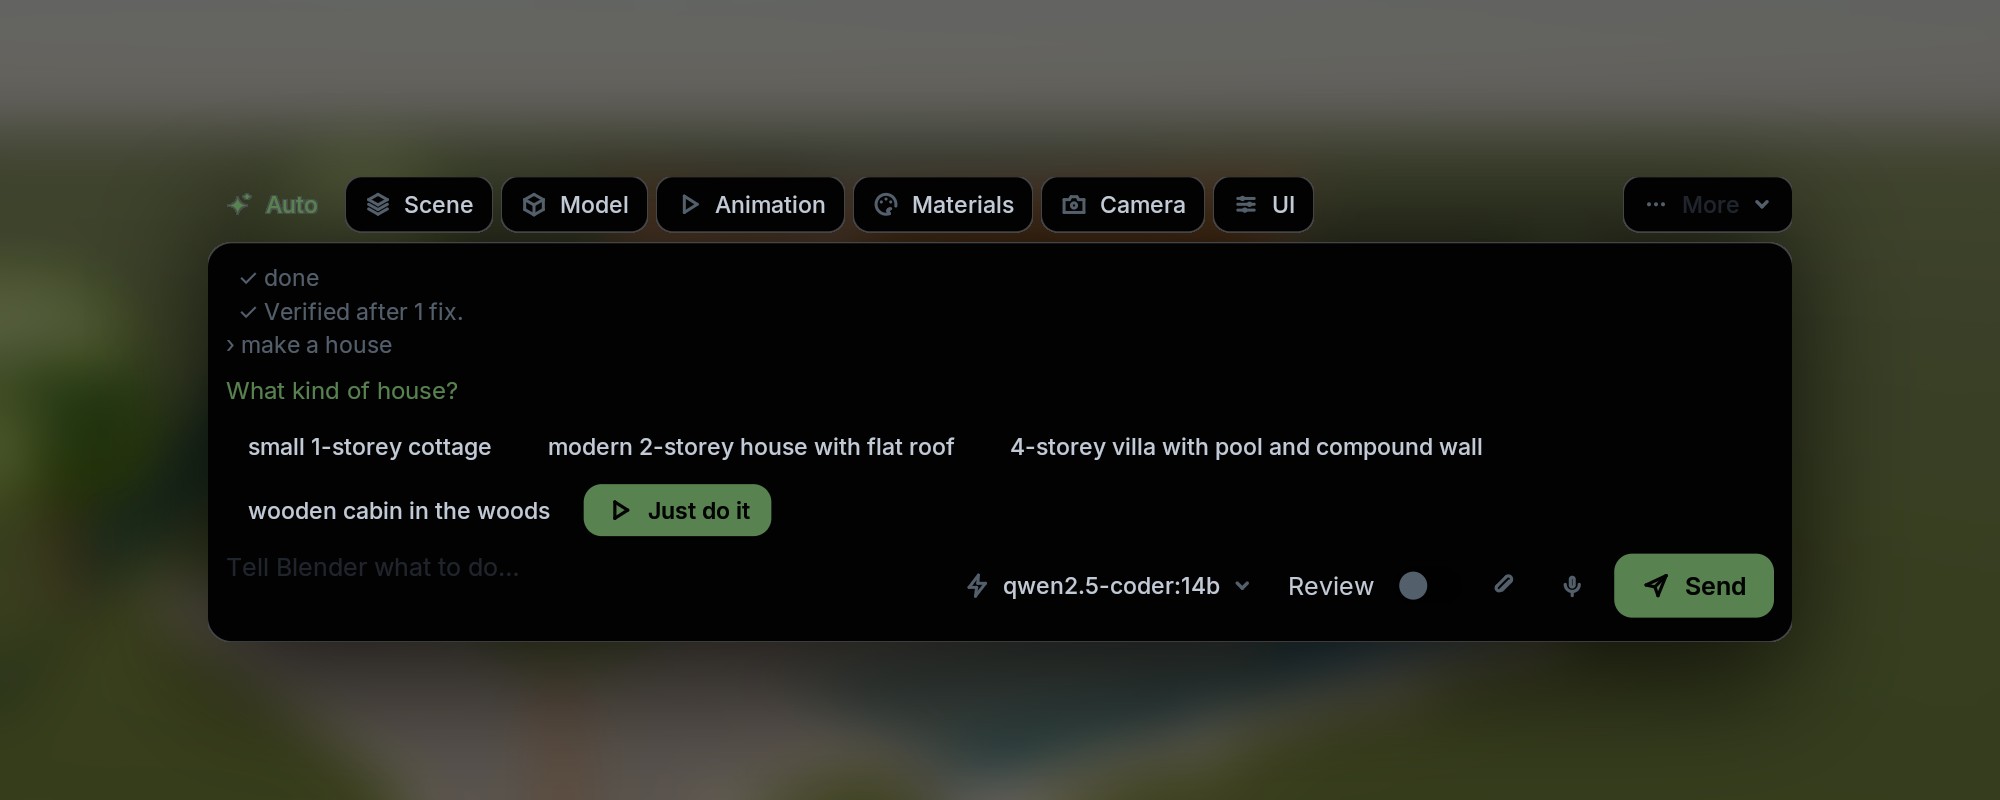 Auto Scene Model Animation Materials Camera UI ... More
✓ done
✓ Verified after 1 fix.
› make a house
What kind of house?
small 1-storey cottage modern 2-storey house with flat roof 4-storey villa with pool and compound wall
wooden cabin in the woods Just do it
Tell Blender what to do...
qwen2.5-coder:14b Review Send